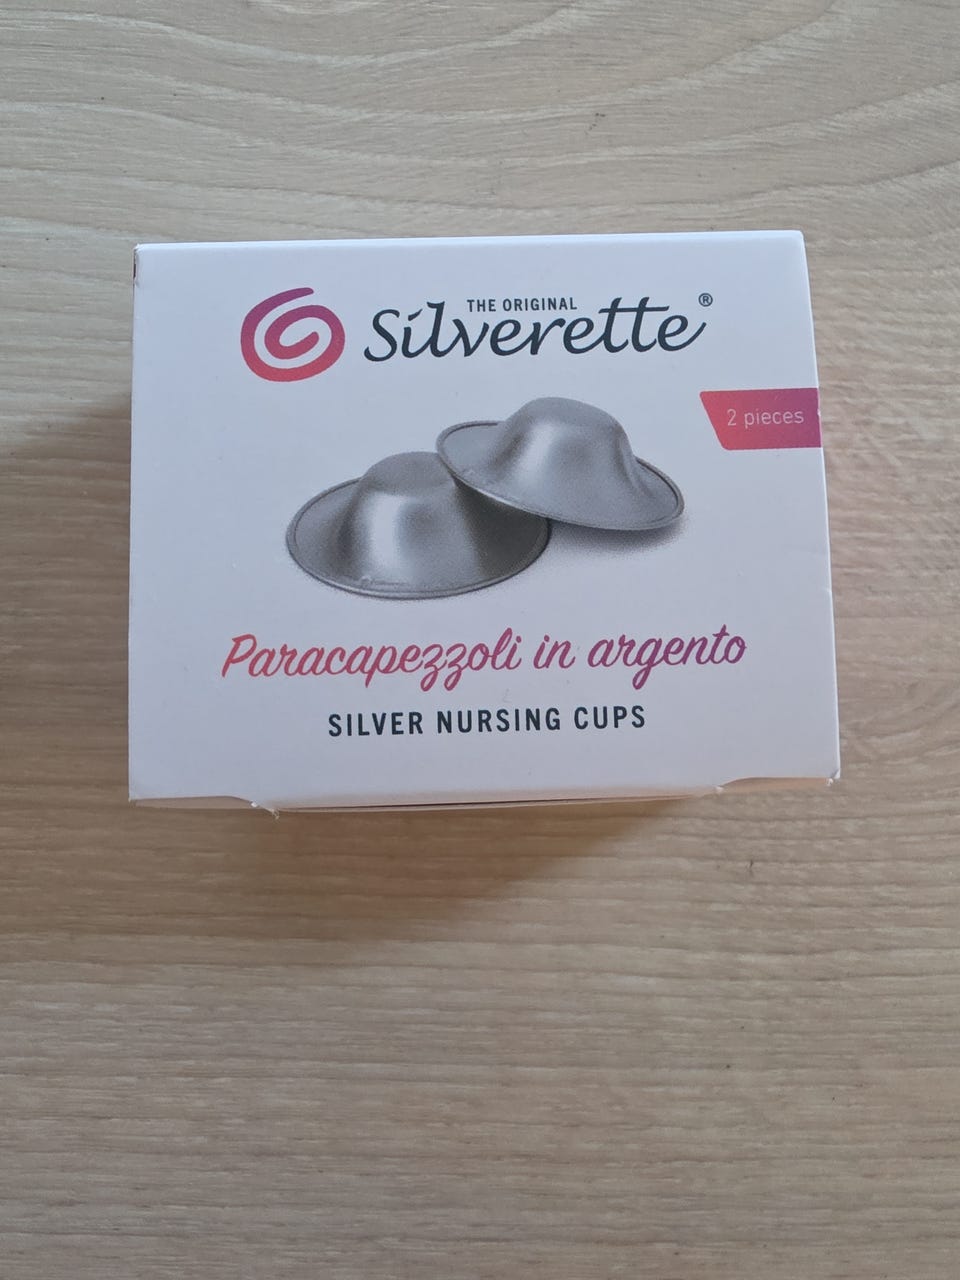 THE ORIGINAL
Silverette®
2 pieces
Paracapezzoli in argento
SILVER NURSING CUPS